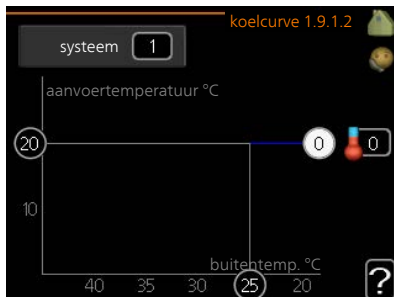 koelcurve 1.9.1.2
systeem 1
aanvoertemperatuur °C
20 0 0
10
buitentemp. °C
40 35 30 25 20
?